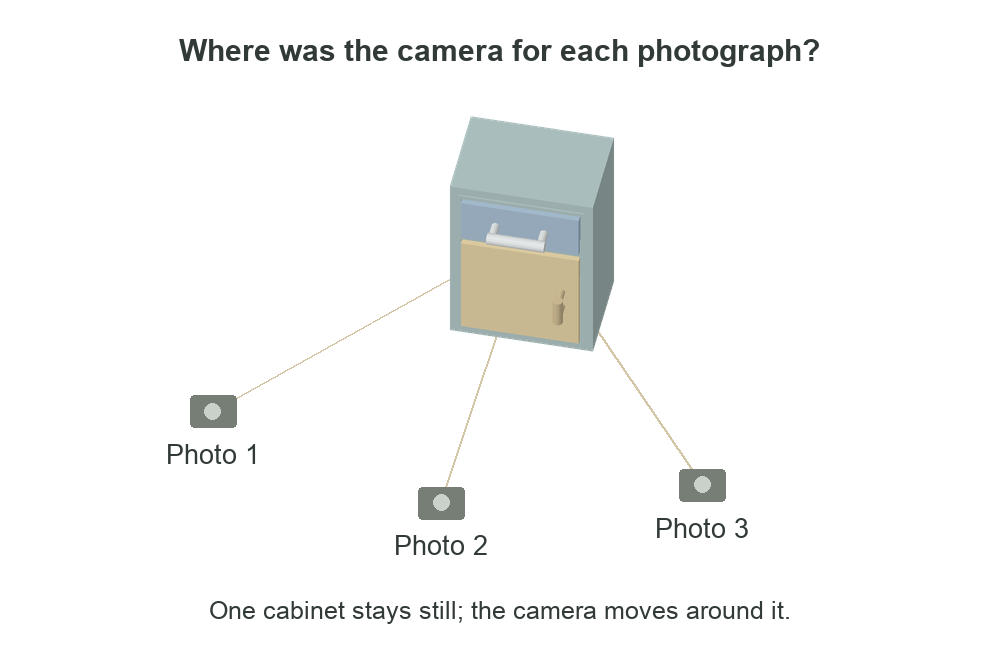 Where was the camera for each photograph?
Photo 1
Photo 2
Photo 3
One cabinet stays still; the camera moves around it.